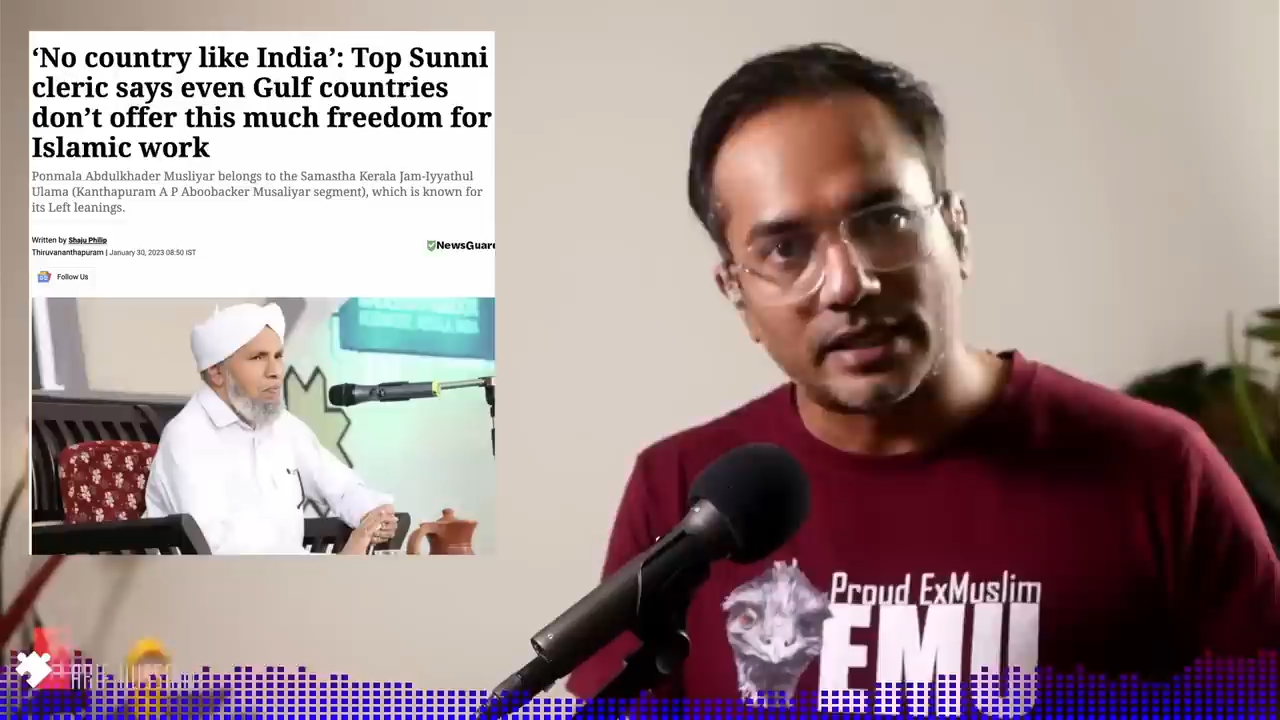 ‘No country like India’: Top Sunni
cleric says even Gulf countries
don’t offer this much freedom for
Islamic work
Ponmala Abdulkhader Musliyar belongs to the Samastha Kerala Jam-Iyyathul
Ulama (Kanthapuram A P Aboobacker Musaliyar segment), which is known for
its Left leanings.
Written by Shaju Philip
Thiruvananthapuram | January 30, 2023 08:50 IST
NewsGuar
Follow Us
Proud ExMuslim
EMU